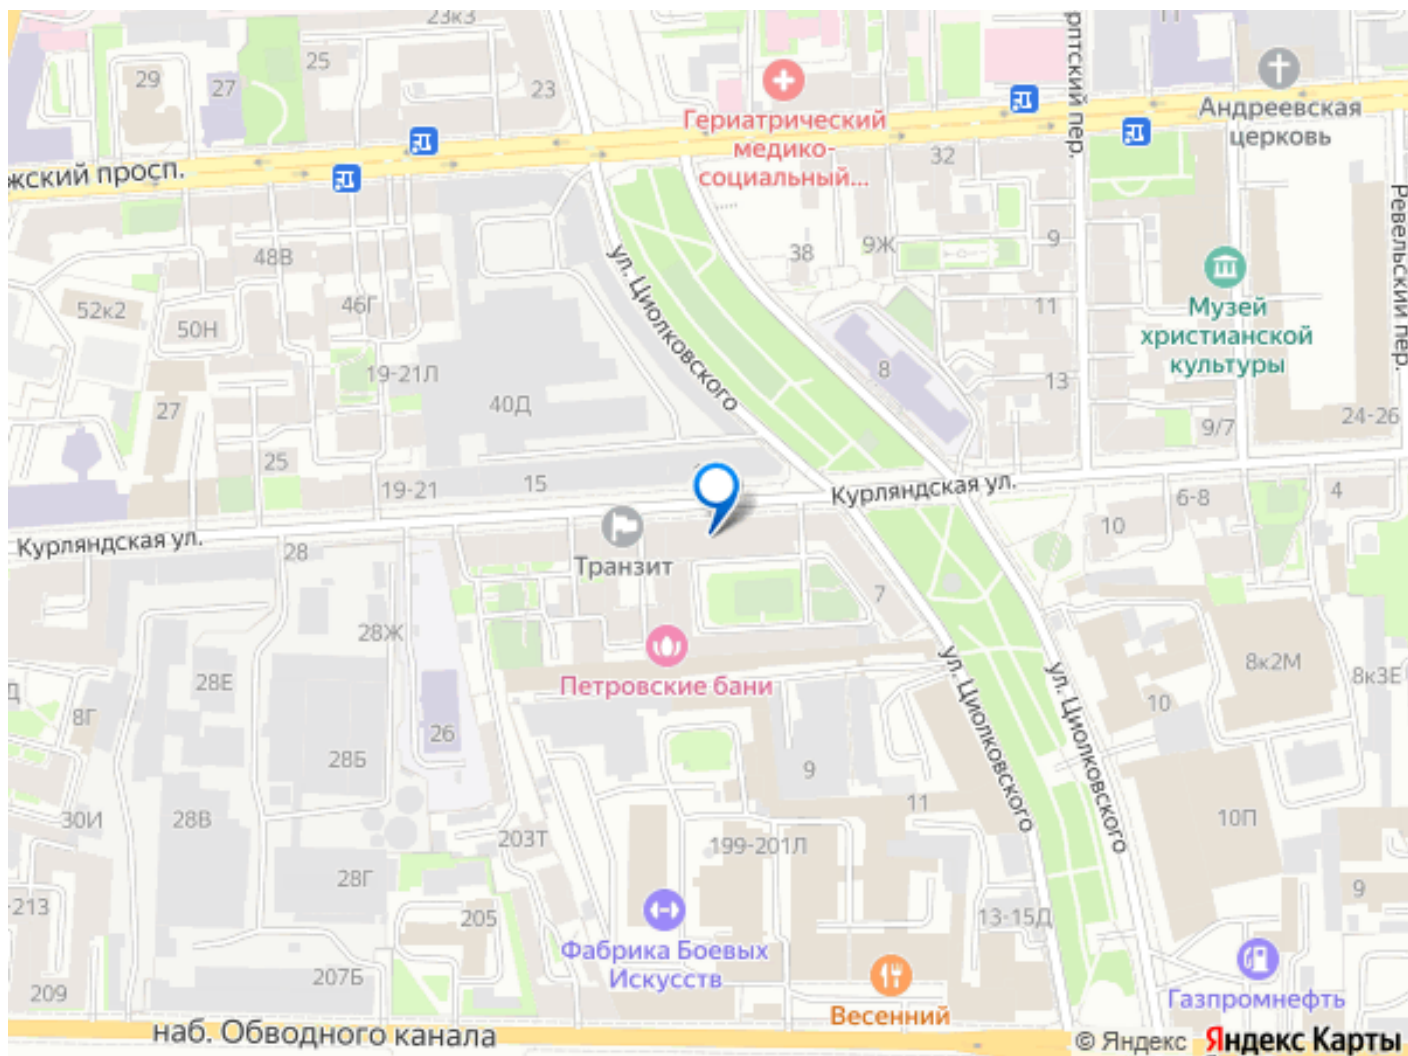 23к3
11
рптский пер.
29
25
27
23
Гериатрический
медико-
социальный...
Андреевская
церковь
32
жский просп.
Ревельский пер.
48В
38
9Ж
9
ул. Циолковского
52к2
50Н
46Г
11
Музей
христианской
культуры
19-21Л
8
13
27
40Д
24-26
9/7
25
19-21
15
Курляндская ул.
6-8
4
10
Курляндская ул.
28
Транзит
7
28Ж
28Е
Петровские бани
ул. Циолковского
ул. Циолковского
8к2М
8к3Е
Д
8Г
26
10
28Б
9
11
30И
28В
203Т
199-201Л
10П
28Г
9
-213
205
13-15Д
Фабрика Боевых
Искусств
209
207Б
Весенний
Газпромнефть
наб. Обводного канала
© Яндекс Яндекс Карты